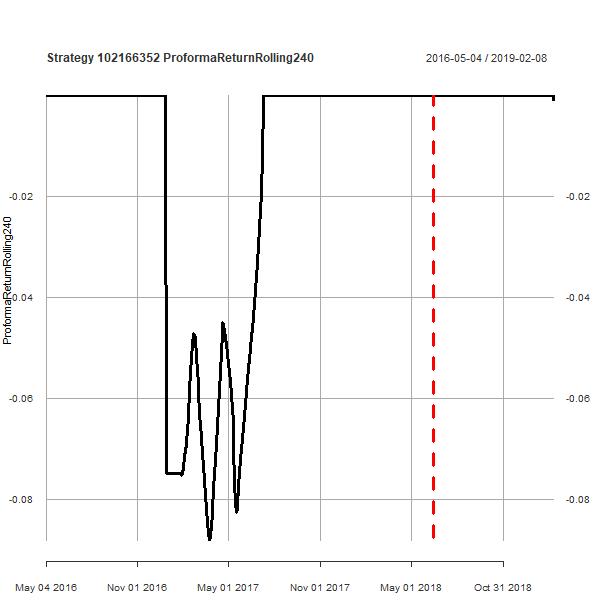 Strategy 102166352 ProformaReturnRolling240
2016-05-04 / 2019-02-08
ProformaReturnRolling240
-0.02
-0.02
-0.04
-0.04
-0.06
-0.06
-0.08
-0.08
May 04 2016
Nov 01 2016
May 01 2017
Nov 01 2017
May 01 2018
Oct 31 2018